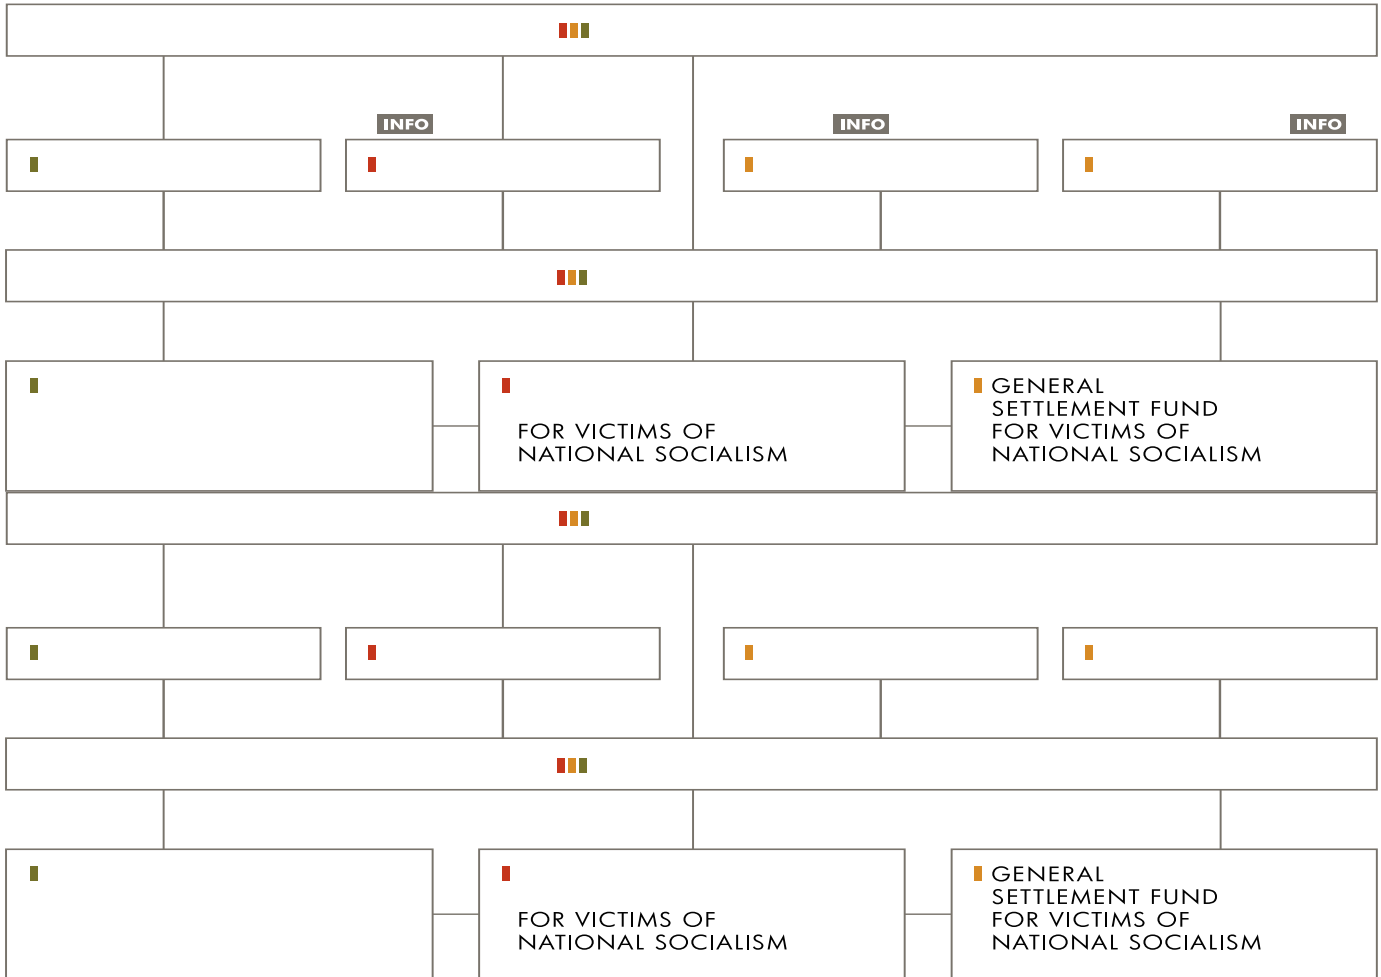 INFO
INFO
INFO
FOR VICTIMS OF
NATIONAL SOCIALISM
GENERAL
SETTLEMENT FUND
FOR VICTIMS OF
NATIONAL SOCIALISM
FOR VICTIMS OF
NATIONAL SOCIALISM
GENERAL
SETTLEMENT FUND
FOR VICTIMS OF
NATIONAL SOCIALISM